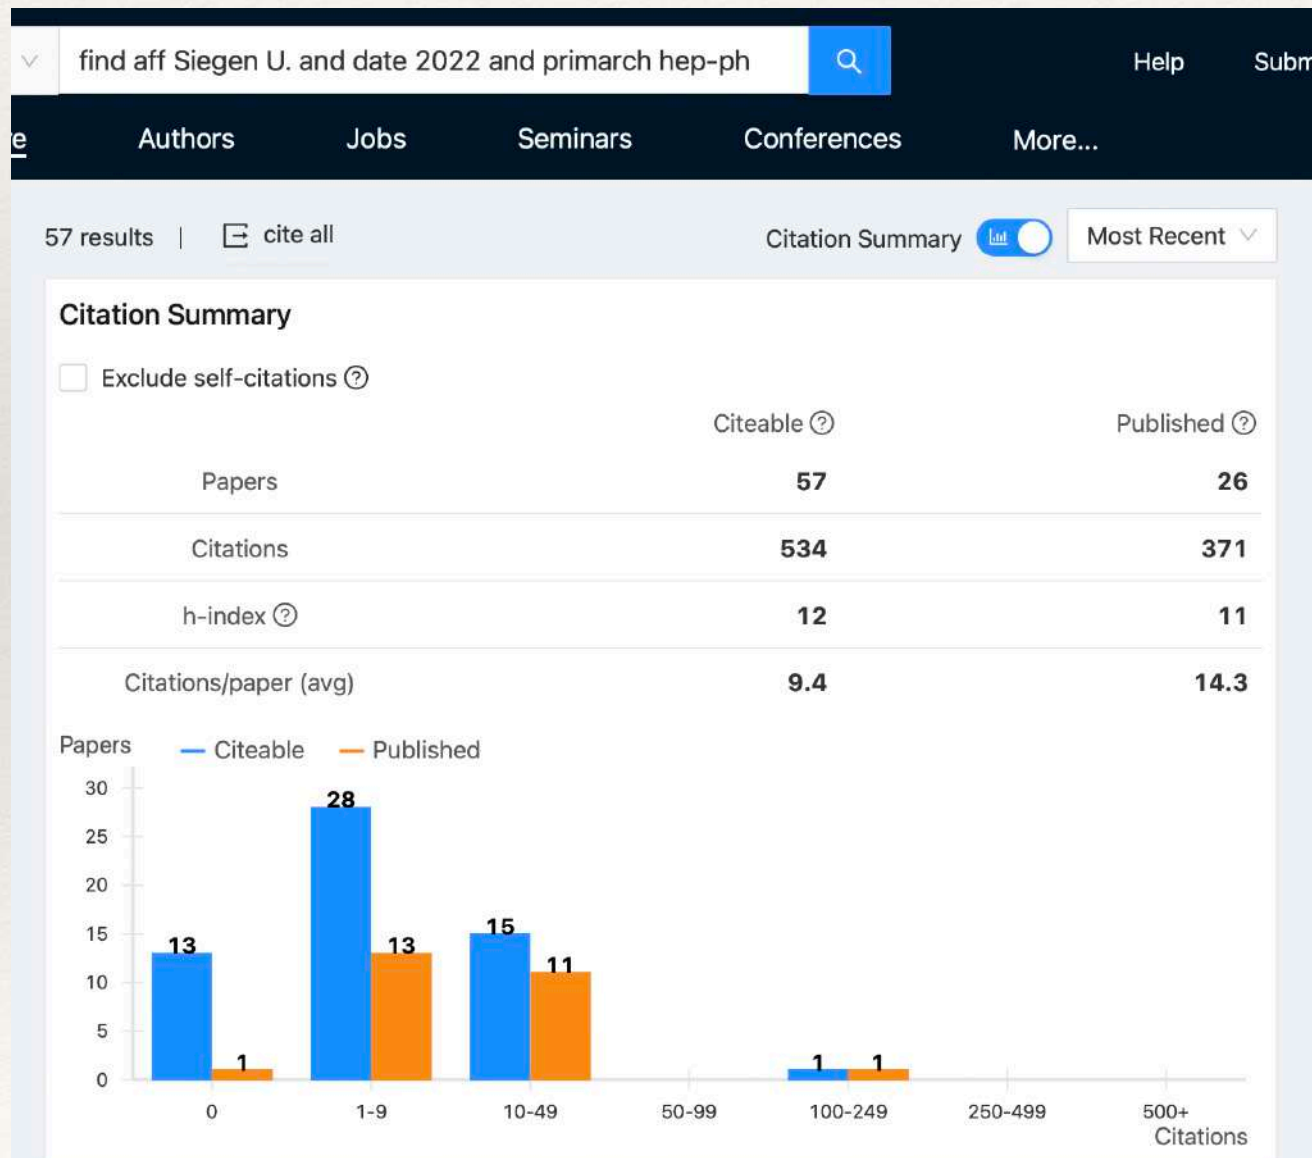 find aff Siegen U. and date 2022 and primarch hep-ph
Help Subm
e Authors Jobs Seminars Conferences More...
57 results | cite all Citation Summary Most Recent
Citation Summary
Exclude self-citations ?
Citeable ? Published ?
Papers 57 26
Citations 534 371
h-index ? 12 11
Citations/paper (avg) 9.4 14.3
Papers Citeable Published
30
28
25
20
15
15
13 13
11
10
5
1 1 1
0
0 1-9 10-49 50-99 100-249 250-499 500+
Citations